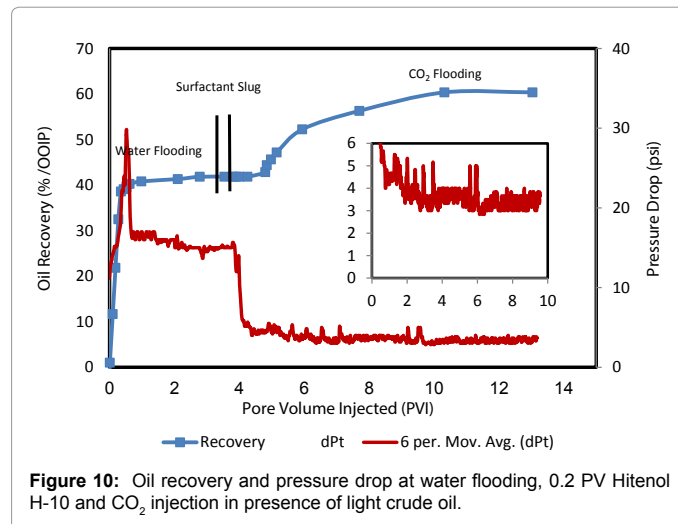 70
60
50
40
30
20
10
0
Oil Recovery (% /OOIP)
Surfactant Slug
Water Flooding
CO2 Flooding
40
30
20
10
0
Pressure Drop (psi)
6
5
4
3
2
1
0
0 2 4 6 8 10
0 2 4 6 8 10 12 14
Pore Volume Injected (PVI)
Recovery dPt 6 per. Mov. Avg. (dPt)
Figure 10: Oil recovery and pressure drop at water flooding, 0.2 PV Hitenol
H-10 and CO2 injection in presence of light crude oil.